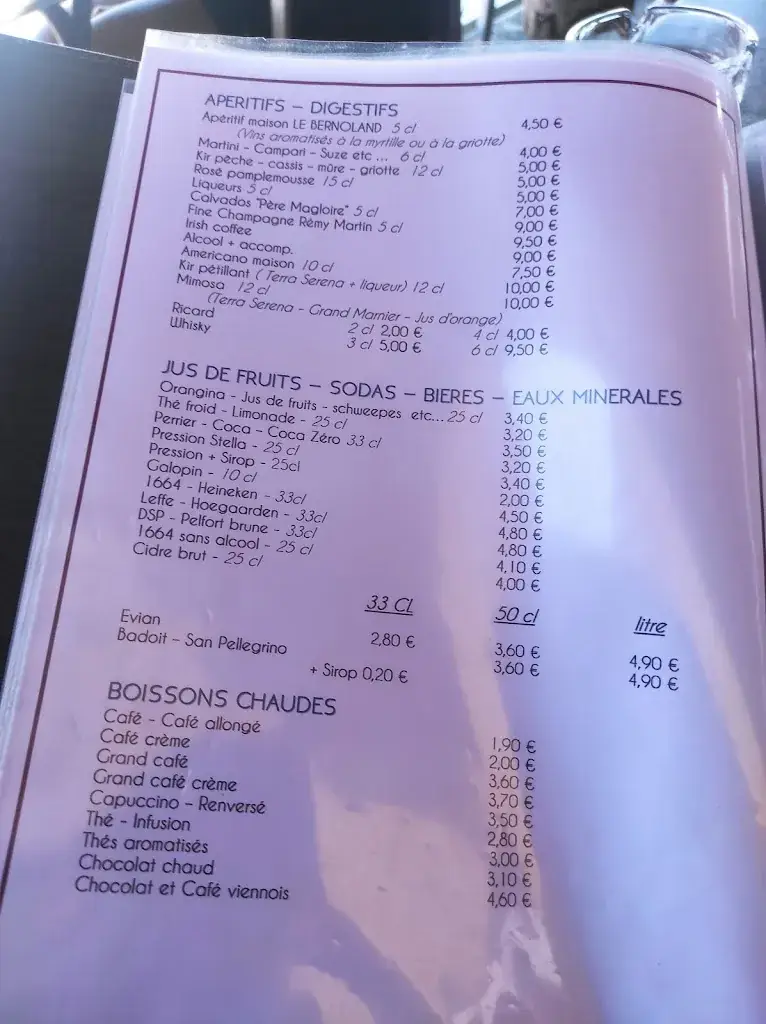 APERITIFS – DIGESTIFS
Apéritif maison LE BERNOLAND 5 cl 4,50 €
(Vins aromatisés à la myrtille ou à la griotte)
Martini - Campari - Suze etc ... 6 cl 4,00 €
Kir pêche - cassis - mûre - griotte 12 cl 5,00 €
Rosé pomplemousse 15 cl 5,00 €
Liqueurs 5 cl 5,00 €
Calvados "Père Magloire" 5 cl 7,00 €
Fine Champagne Rémy Martin 5 cl 9,00 €
Irish coffee 9,50 €
Alcool + accomp. 9,00 €
Americano maison 10 cl 7,50 €
Kir pétillant ( Terra Serena + liqueur) 12 cl 10,00 €
Mimosa 12 cl 10,00 €
(Terra Serena - Grand Marnier - Jus d'orange)
Ricard 2 cl 2,00 € 4 cl 4,00 €
Whisky 3 cl 5,00 € 6 cl 9,50 €
JUS DE FRUITS – SODAS – BIERES – EAUX MINERALES
Orangina - Jus de fruits - schweepes etc... 25 cl 3,40 €
Thé froid - Limonade - 25 cl 3,20 €
Perrier - Coca - Coca Zéro 33 cl 3,50 €
Pression Stella - 25 cl 3,20 €
Pression + Sirop - 25cl 3,40 €
Galopin - 10 cl 2,00 €
1664 - Heineken - 33cl 4,50 €
Leffe - Hoegaarden - 33cl 4,80 €
DSP - Pelfort brune - 33cl 4,80 €
1664 sans alcool - 25 cl 4,10 €
Cidre brut - 25 cl 4,00 €
33 Cl 50 cl litre
Evian 2,80 € 3,60 € 4,90 €
Badoit – San Pellegrino 3,60 € 4,90 €
+ Sirop 0,20 €
BOISSONS CHAUDES
Café - Café allongé 1,90 €
Café crème 2,00 €
Grand café 3,60 €
Grand café crème 3,70 €
Capuccino - Renversé 3,50 €
Thé - Infusion 2,80 €
Thés aromatisés 3,00 €
Chocolat chaud 3,10 €
Chocolat et Café viennois 4,60 €